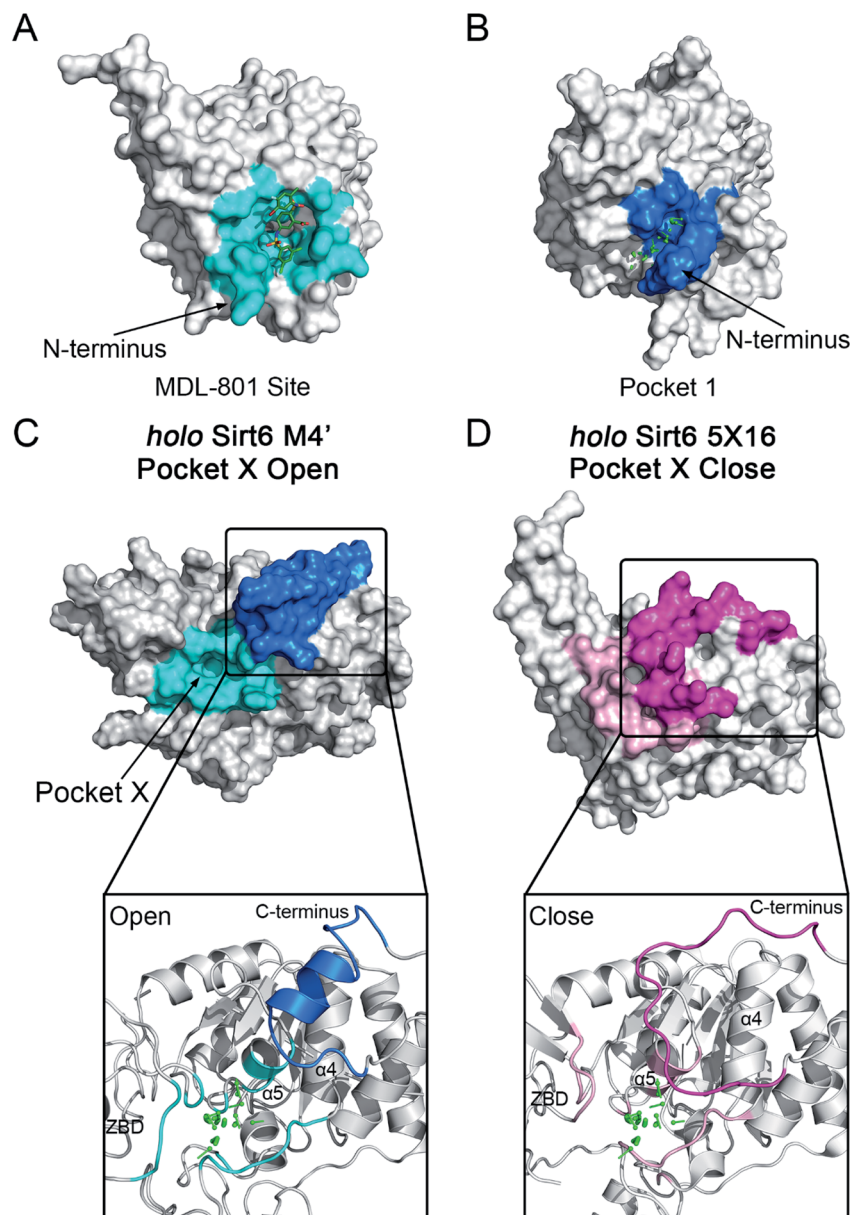 A
B
N-terminus
N-terminus
MDL-801 Site
Pocket 1
C
holo Sirt6 M4’
Pocket X Open
D
holo Sirt6 5X16
Pocket X Close
Pocket X
Open
C-terminus
α4
α5
ZBD
Close
C-terminus
α4
α5
ZBD